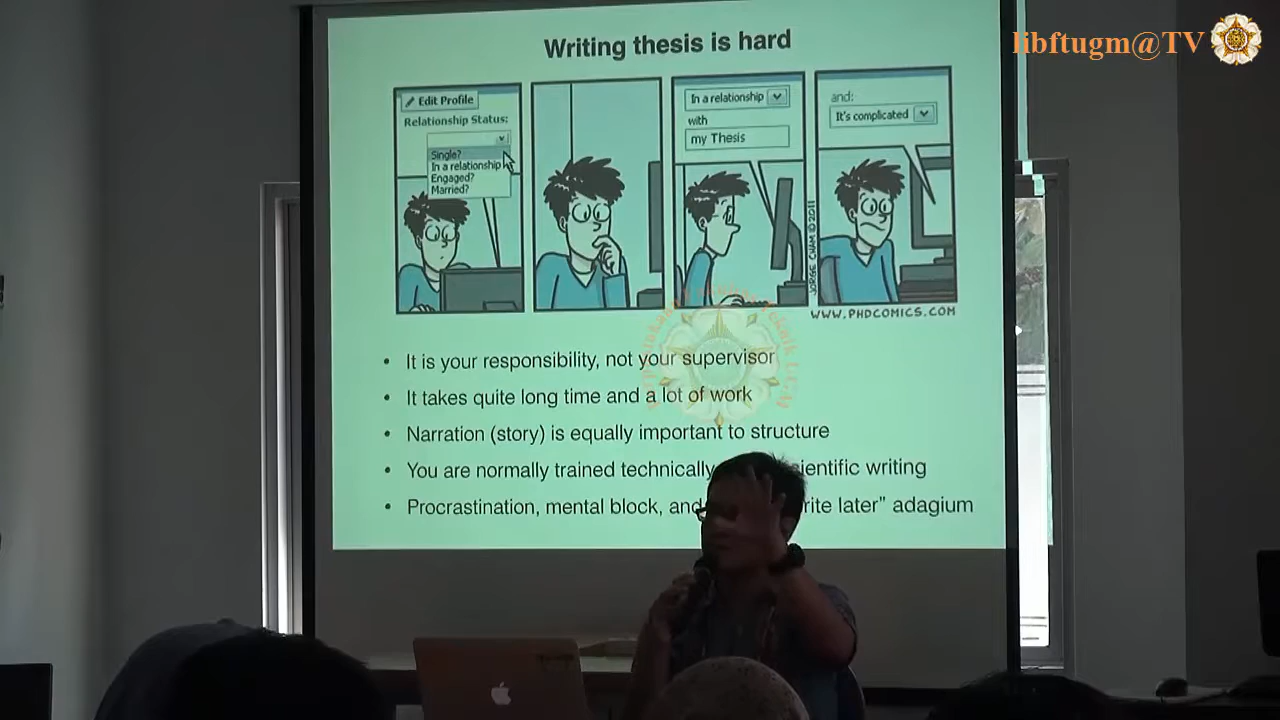 libftugm@TV
Writing thesis is hard
Edit Profile
Relationship Status:
Single?
In a relationship
Engaged?
Married?
In a relationship
with
my Thesis
and:
It's complicated
JORGE CHAM © 2011
WWW.PHDCOMICS.COM
• It is your responsibility, not your supervisor
• It takes quite long time and a lot of work
• Narration (story) is equally important to structure
• You are normally trained technically scientific writing
• Procrastination, mental block, and later” adagium